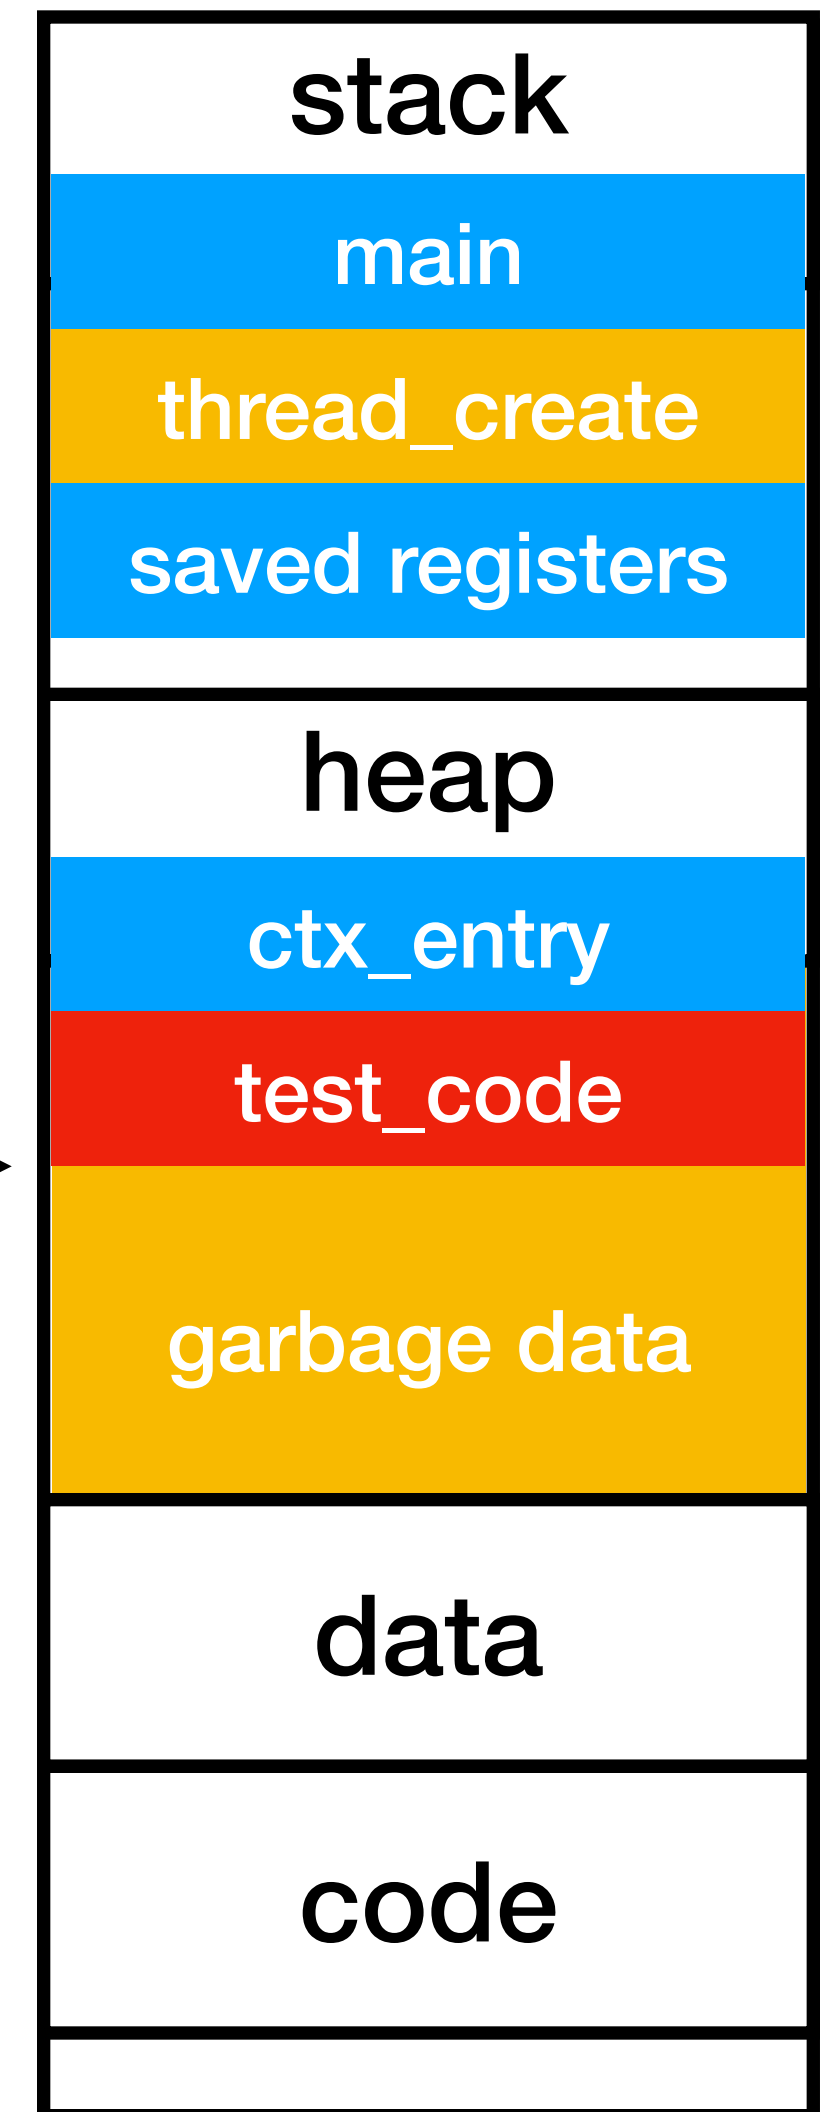 stack
main
thread_create
saved registers
heap
ctx_entry
test_code
garbage data
data
code